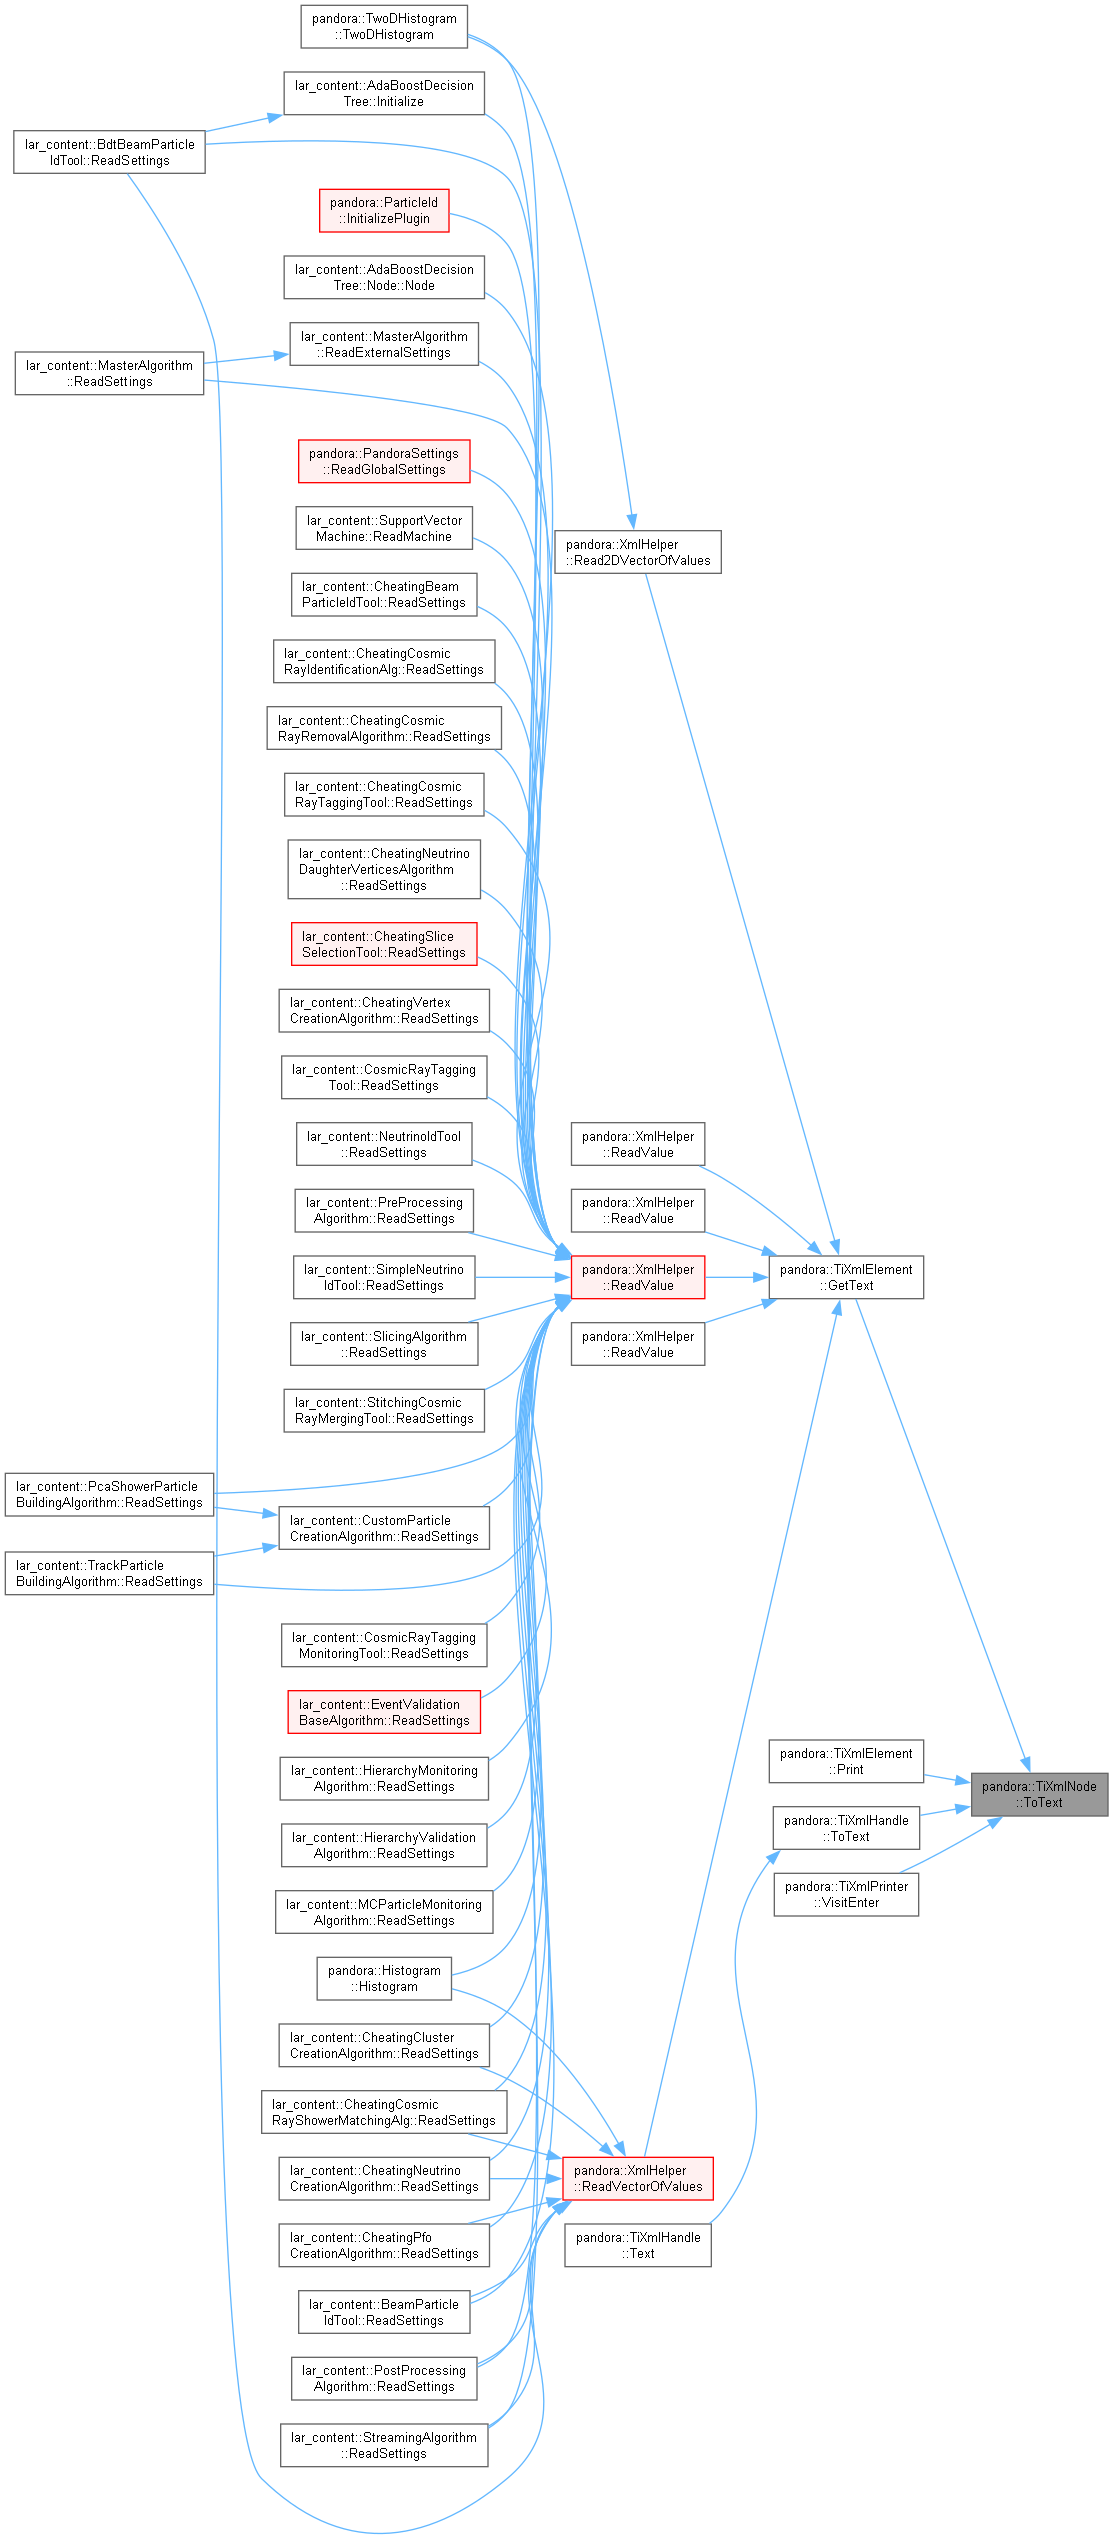 pandora::TwoDHistogram
::TwoDHistogram
lar_content::AdaBoostDecision
Tree::Initialize
lar_content::BdtBeamParticle
IdTool::ReadSettings
pandora::ParticleId
::InitializePlugin
lar_content::AdaBoostDecision
Tree::Node::Node
lar_content::MasterAlgorithm
::ReadExternalSettings
lar_content::MasterAlgorithm
::ReadSettings
pandora::PandoraSettings
::ReadGlobalSettings
lar_content::SupportVector
Machine::ReadMachine
pandora::XmlHelper
::Read2DVectorOfValues
lar_content::CheatingBeam
ParticleIdTool::ReadSettings
lar_content::CheatingCosmic
RayIdentificationAlg::ReadSettings
lar_content::CheatingCosmic
RayRemovalAlgorithm::ReadSettings
lar_content::CheatingCosmic
RayTaggingTool::ReadSettings
lar_content::CheatingNeutrino
DaughterVerticesAlgorithm
::ReadSettings
lar_content::CheatingSlice
SelectionTool::ReadSettings
lar_content::CheatingVertex
CreationAlgorithm::ReadSettings
lar_content::CosmicRayTagging
Tool::ReadSettings
lar_content::NeutrinoIdTool
::ReadSettings
pandora::XmlHelper
::ReadValue
lar_content::PreProcessing
Algorithm::ReadSettings
pandora::XmlHelper
::ReadValue
lar_content::SimpleNeutrino
IdTool::ReadSettings
pandora::XmlHelper
::ReadValue
pandora::TiXmlElement
::GetText
lar_content::SlicingAlgorithm
::ReadSettings
pandora::XmlHelper
::ReadValue
lar_content::StitchingCosmic
RayMergingTool::ReadSettings
lar_content::PcaShowerParticle
BuildingAlgorithm::ReadSettings
lar_content::CustomParticle
CreationAlgorithm::ReadSettings
lar_content::TrackParticle
BuildingAlgorithm::ReadSettings
lar_content::CosmicRayTagging
MonitoringTool::ReadSettings
lar_content::EventValidation
BaseAlgorithm::ReadSettings
lar_content::HierarchyMonitoring
Algorithm::ReadSettings
pandora::TiXmlElement
::Print
pandora::TiXmlNode
::ToText
pandora::TiXmlHandle
::ToText
lar_content::HierarchyValidation
Algorithm::ReadSettings
pandora::TiXmlPrinter
::VisitEnter
lar_content::MCParticleMonitoring
Algorithm::ReadSettings
pandora::Histogram
::Histogram
lar_content::CheatingCluster
CreationAlgorithm::ReadSettings
lar_content::CheatingCosmic
RayShowerMatchingAlg::ReadSettings
lar_content::CheatingNeutrino
CreationAlgorithm::ReadSettings
pandora::XmlHelper
::ReadVectorOfValues
lar_content::CheatingPfo
CreationAlgorithm::ReadSettings
pandora::TiXmlHandle
::Text
lar_content::BeamParticle
IdTool::ReadSettings
lar_content::PostProcessing
Algorithm::ReadSettings
lar_content::StreamingAlgorithm
::ReadSettings